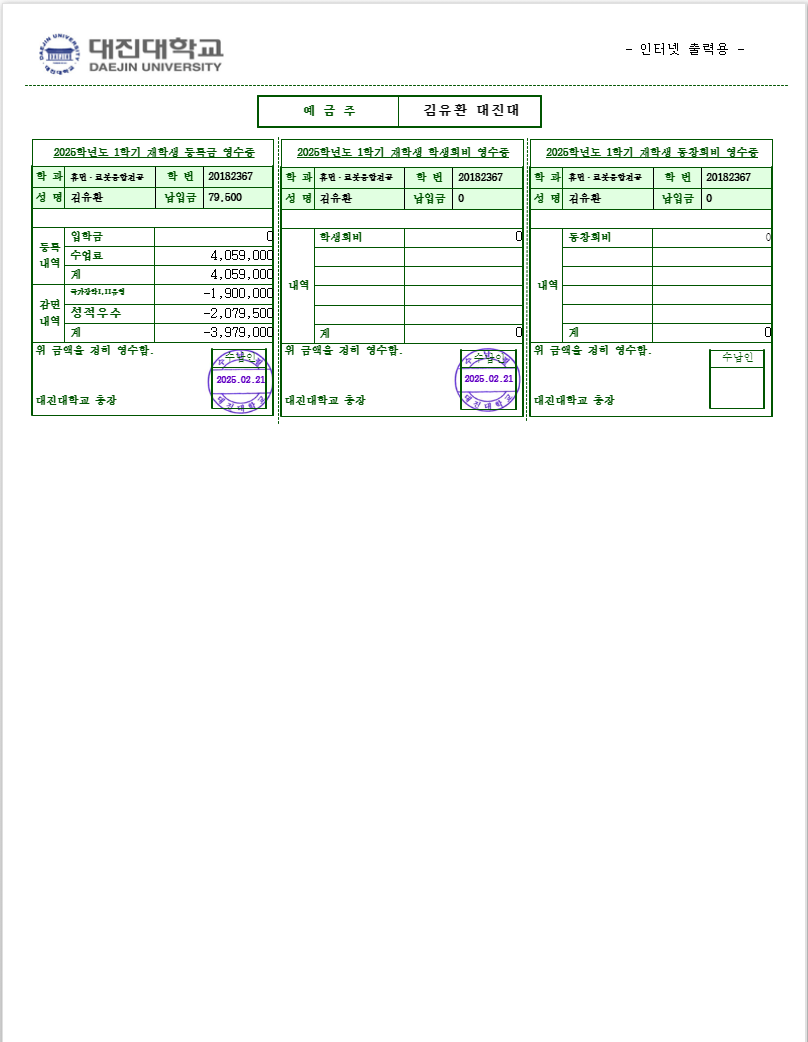 대진대학교
DAEJIN UNIVERSITY
- 인터넷 출력용 -
예 금 주 김유환 대진대
2025학년도 1학기 재학생 등록금 영수증
학 과 휴먼·로봇융합전공 학 번 20182367
성 명 김유환 납입금 79,500
등록내역
입학금 0
수업료 4,059,000
계 4,059,000
감면내역
국가장학I,II유형 -1,900,000
성적우수 -2,079,500
계 -3,979,000
위 금액을 정히 영수함.
수납인
2025.02.21
대진대학교
대진대학교 총장
2025학년도 1학기 재학생 학생회비 영수증
학 과 휴먼·로봇융합전공 학 번 20182367
성 명 김유환 납입금 0
내역
학생회비 0
계 0
위 금액을 정히 영수함.
수납인
2025.02.21
대진대학교
대진대학교 총장
2025학년도 1학기 재학생 동창회비 영수증
학 과 휴먼·로봇융합전공 학 번 20182367
성 명 김유환 납입금 0
내역
동창회비 0
계 0
위 금액을 정히 영수함.
수납인
대진대학교 총장